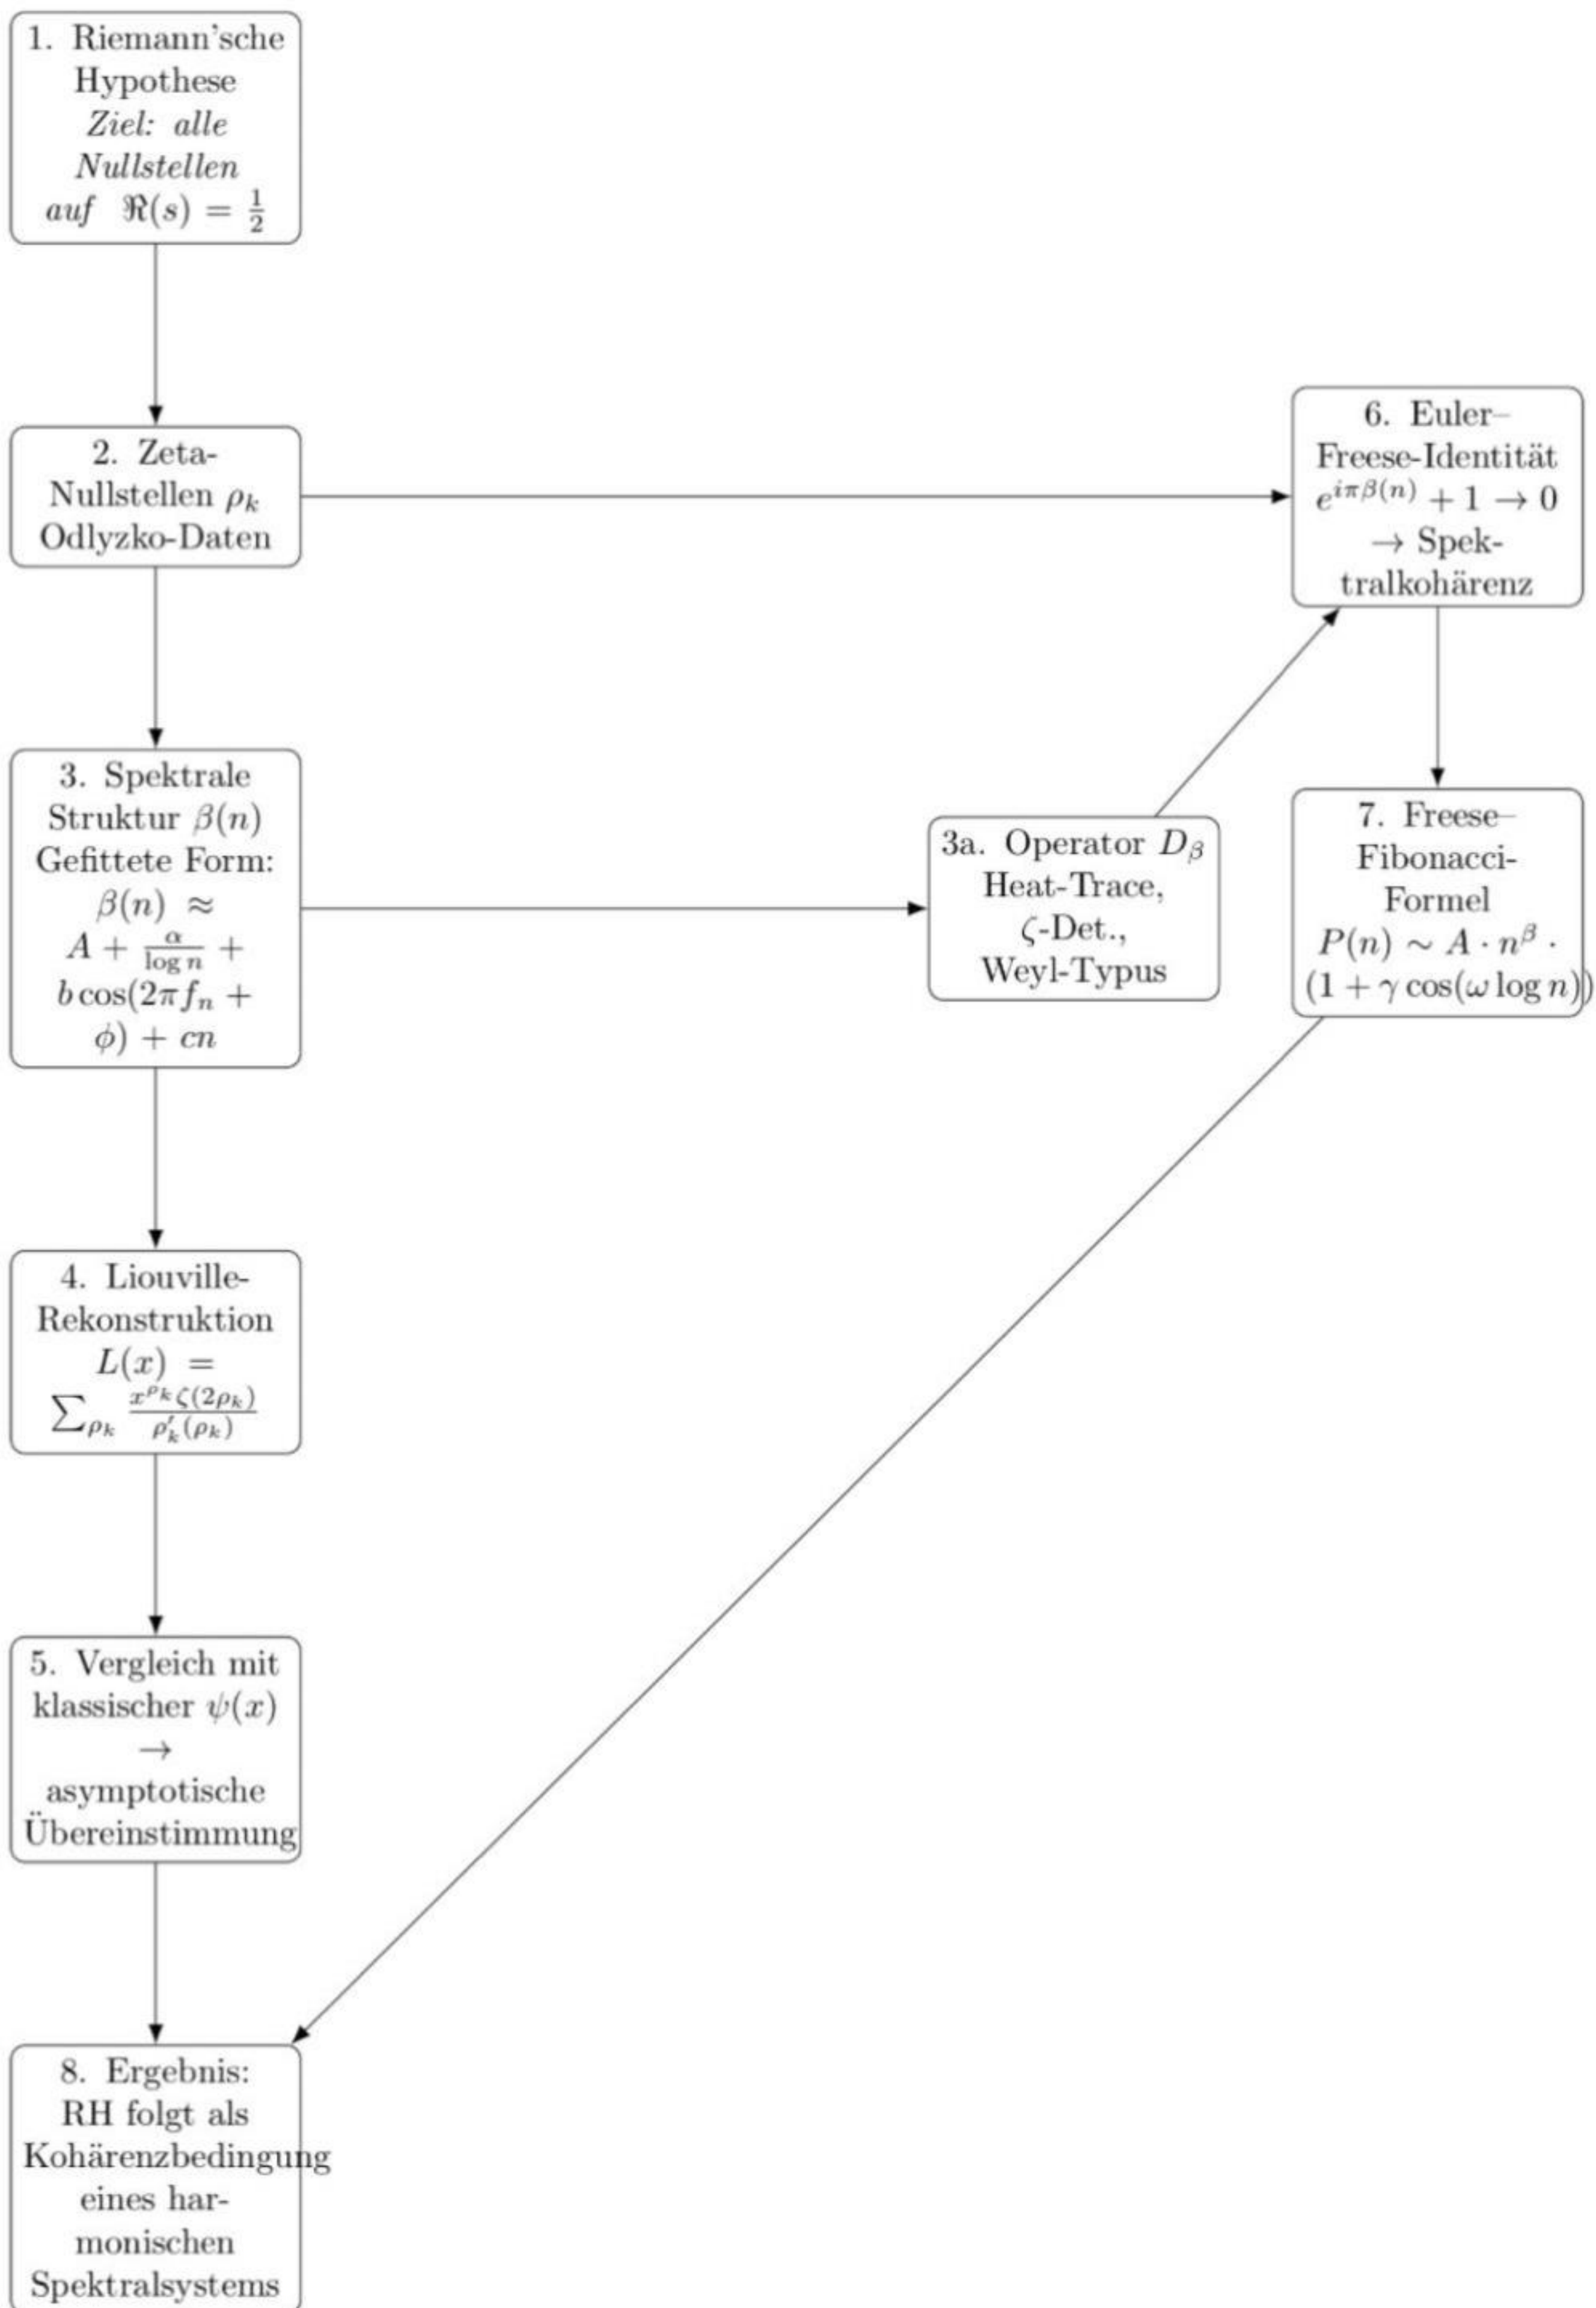 1. Riemann'sche
Hypothese
Ziel: alle
Nullstellen
auf ℜ(s) = 1/2
2. Zeta-
Nullstellen ρ_k
Odlyzko-Daten
3. Spektrale
Struktur β(n)
Gefittete Form:
β(n) ≈
A + α/log n +
b cos(2πf_n +
ϕ) + cn
3a. Operator D_β
Heat-Trace,
ζ-Det.,
Weyl-Typus
4. Liouville-
Rekonstruktion
L(x) =
∑_{ρ_k} x^{ρ_k} ζ(2ρ_k)/ρ′_k(ρ_k)
5. Vergleich mit
klassischer ψ(x)
→
asymptotische
Übereinstimmung
6. Euler–
Freese-Identität
e^{iπβ(n)} + 1 → 0
→ Spek-
tralkohärenz
7. Freese–
Fibonacci-
Formel
P(n) ∼ A · n^β ·
(1 + γ cos(ω log n))
8. Ergebnis:
RH folgt als
Kohärenzbedingung
eines har-
monischen
Spektralsystems